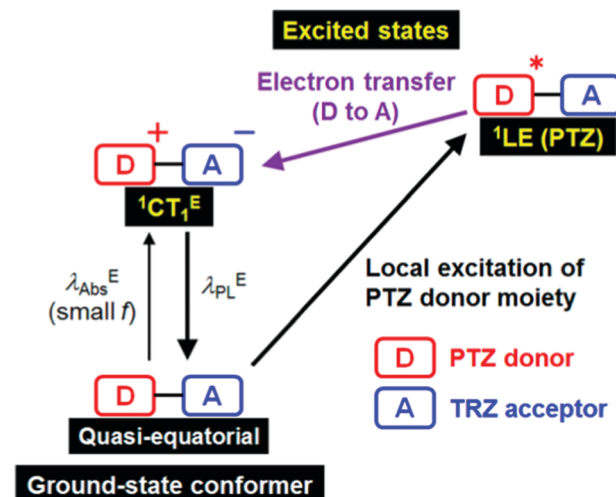 Excited states
Electron transfer
(D to A)
*
D A
¹LE (PTZ)
+ −
D A
¹CT₁ᴱ
λAbsᴱ
(small f)
λPLᴱ
Local excitation of
PTZ donor moiety
D PTZ donor
A TRZ acceptor
D A
Quasi-equatorial
Ground-state conformer